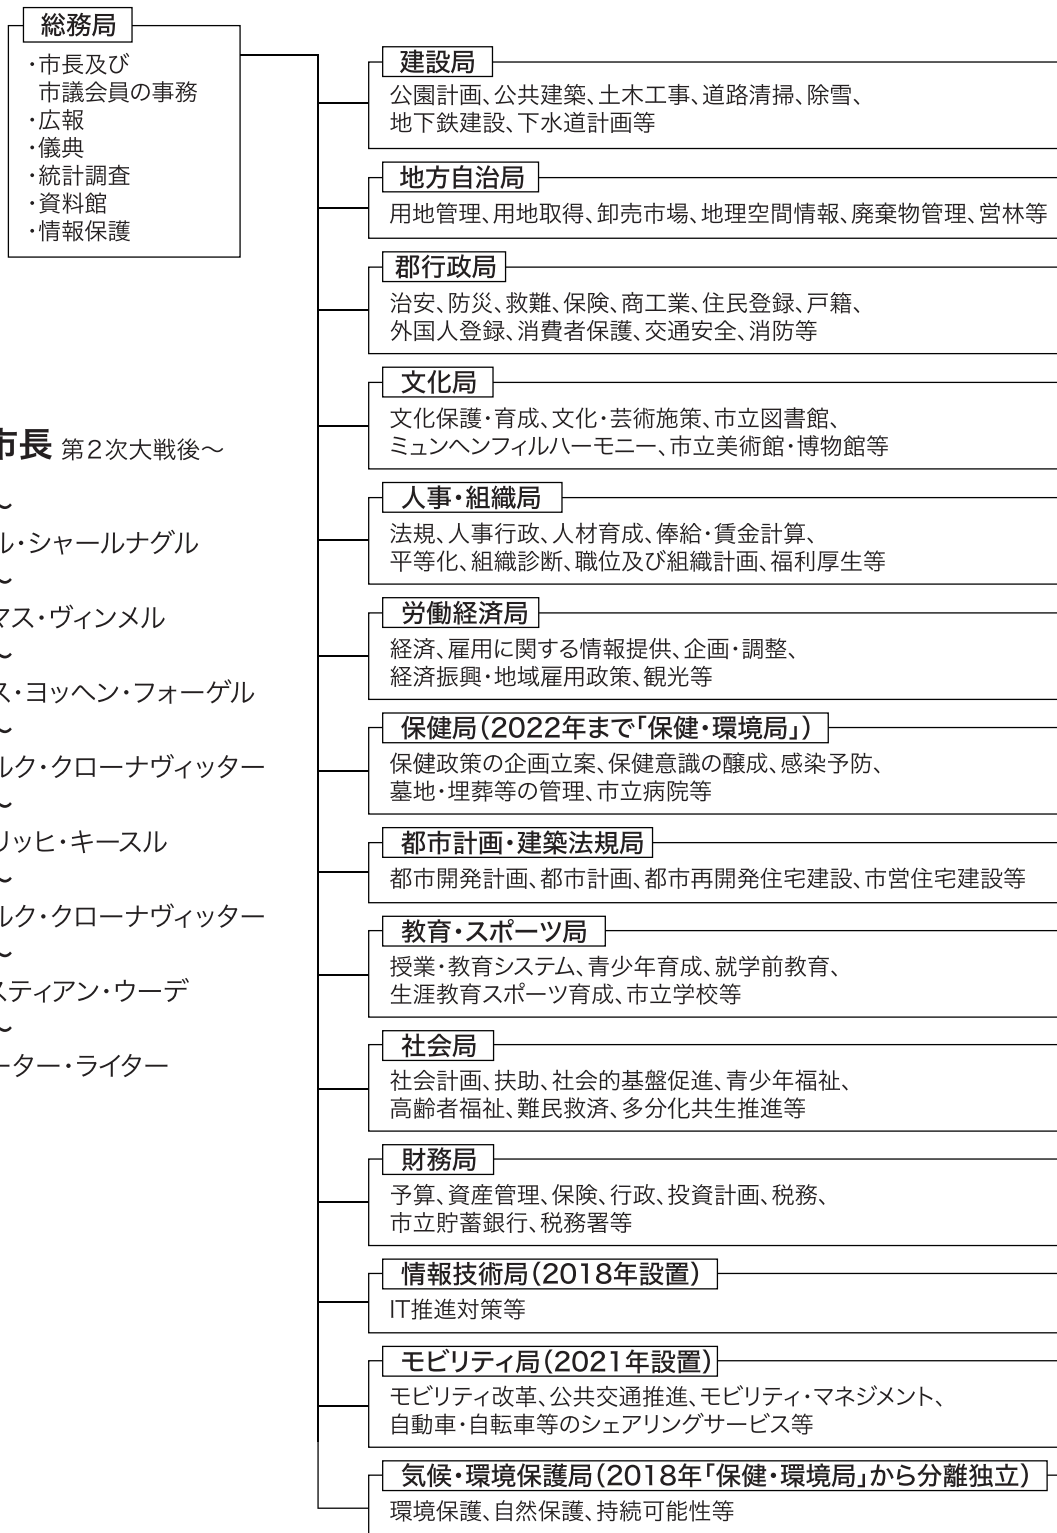 総務局
・市長及び
市議会員の事務
・広報
・儀典
・統計調査
・資料館
・情報保護
市長 第2次大戦後～
～
ル・シャールナグル
～
マス・ヴィンメル
～
ス・ヨッヘン・フォーゲル
～
ルク・クローナヴィッター
～
リッヒ・キースル
～
ルク・クローナヴィッター
～
スティアン・ウーデ
～
ーター・ライター
建設局
公園計画、公共建築、土木工事、道路清掃、除雪、
地下鉄建設、下水道計画等
地方自治局
用地管理、用地取得、卸売市場、地理空間情報、廃棄物管理、営林等
郡行政局
治安、防災、救難、保険、商工業、住民登録、戸籍、
外国人登録、消費者保護、交通安全、消防等
文化局
文化保護・育成、文化・芸術施策、市立図書館、
ミュンヘンフィルハーモニー、市立美術館・博物館等
人事・組織局
法規、人事行政、人材育成、俸給・賃金計算、
平等化、組織診断、職位及び組織計画、福利厚生等
労働経済局
経済、雇用に関する情報提供、企画・調整、
経済振興・地域雇用政策、観光等
保健局（2022年まで「保健・環境局」）
保健政策の企画立案、保健意識の醸成、感染予防、
墓地・埋葬等の管理、市立病院等
都市計画・建築法規局
都市開発計画、都市計画、都市再開発住宅建設、市営住宅建設等
教育・スポーツ局
授業・教育システム、青少年育成、就学前教育、
生涯教育スポーツ育成、市立学校等
社会局
社会計画、扶助、社会的基盤促進、青少年福祉、
高齢者福祉、難民救済、多分化共生推進等
財務局
予算、資産管理、保険、行政、投資計画、税務、
市立貯蓄銀行、税務署等
情報技術局（2018年設置）
IT推進対策等
モビリティ局（2021年設置）
モビリティ改革、公共交通推進、モビリティ・マネジメント、
自動車・自転車等のシェアリングサービス等
気候・環境保護局（2018年「保健・環境局」から分離独立）
環境保護、自然保護、持続可能性等